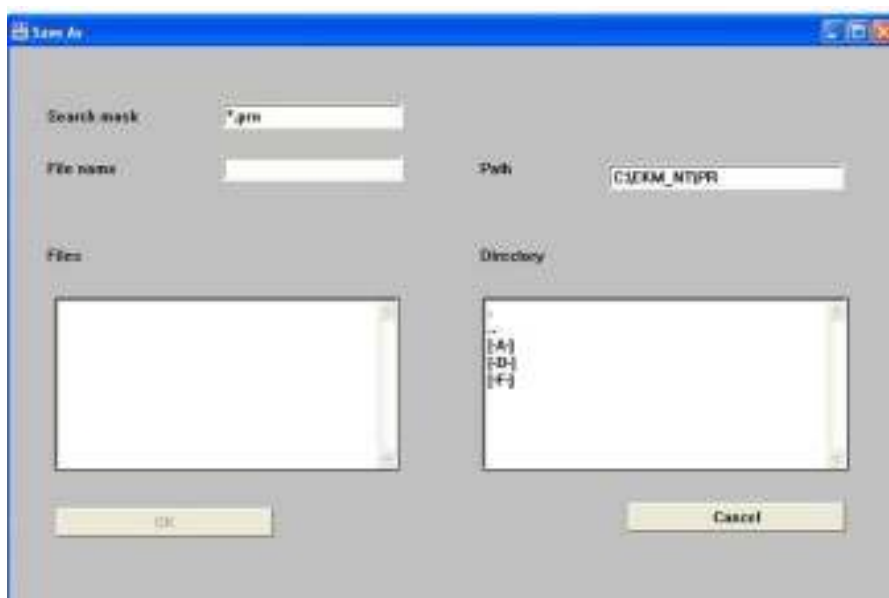 Save As
Search mask
*.prn
File name
Path
C:\EKM_NT\PR
Files
Directory
.
..
[-A-]
[-D-]
[-F-]
OK
Cancel